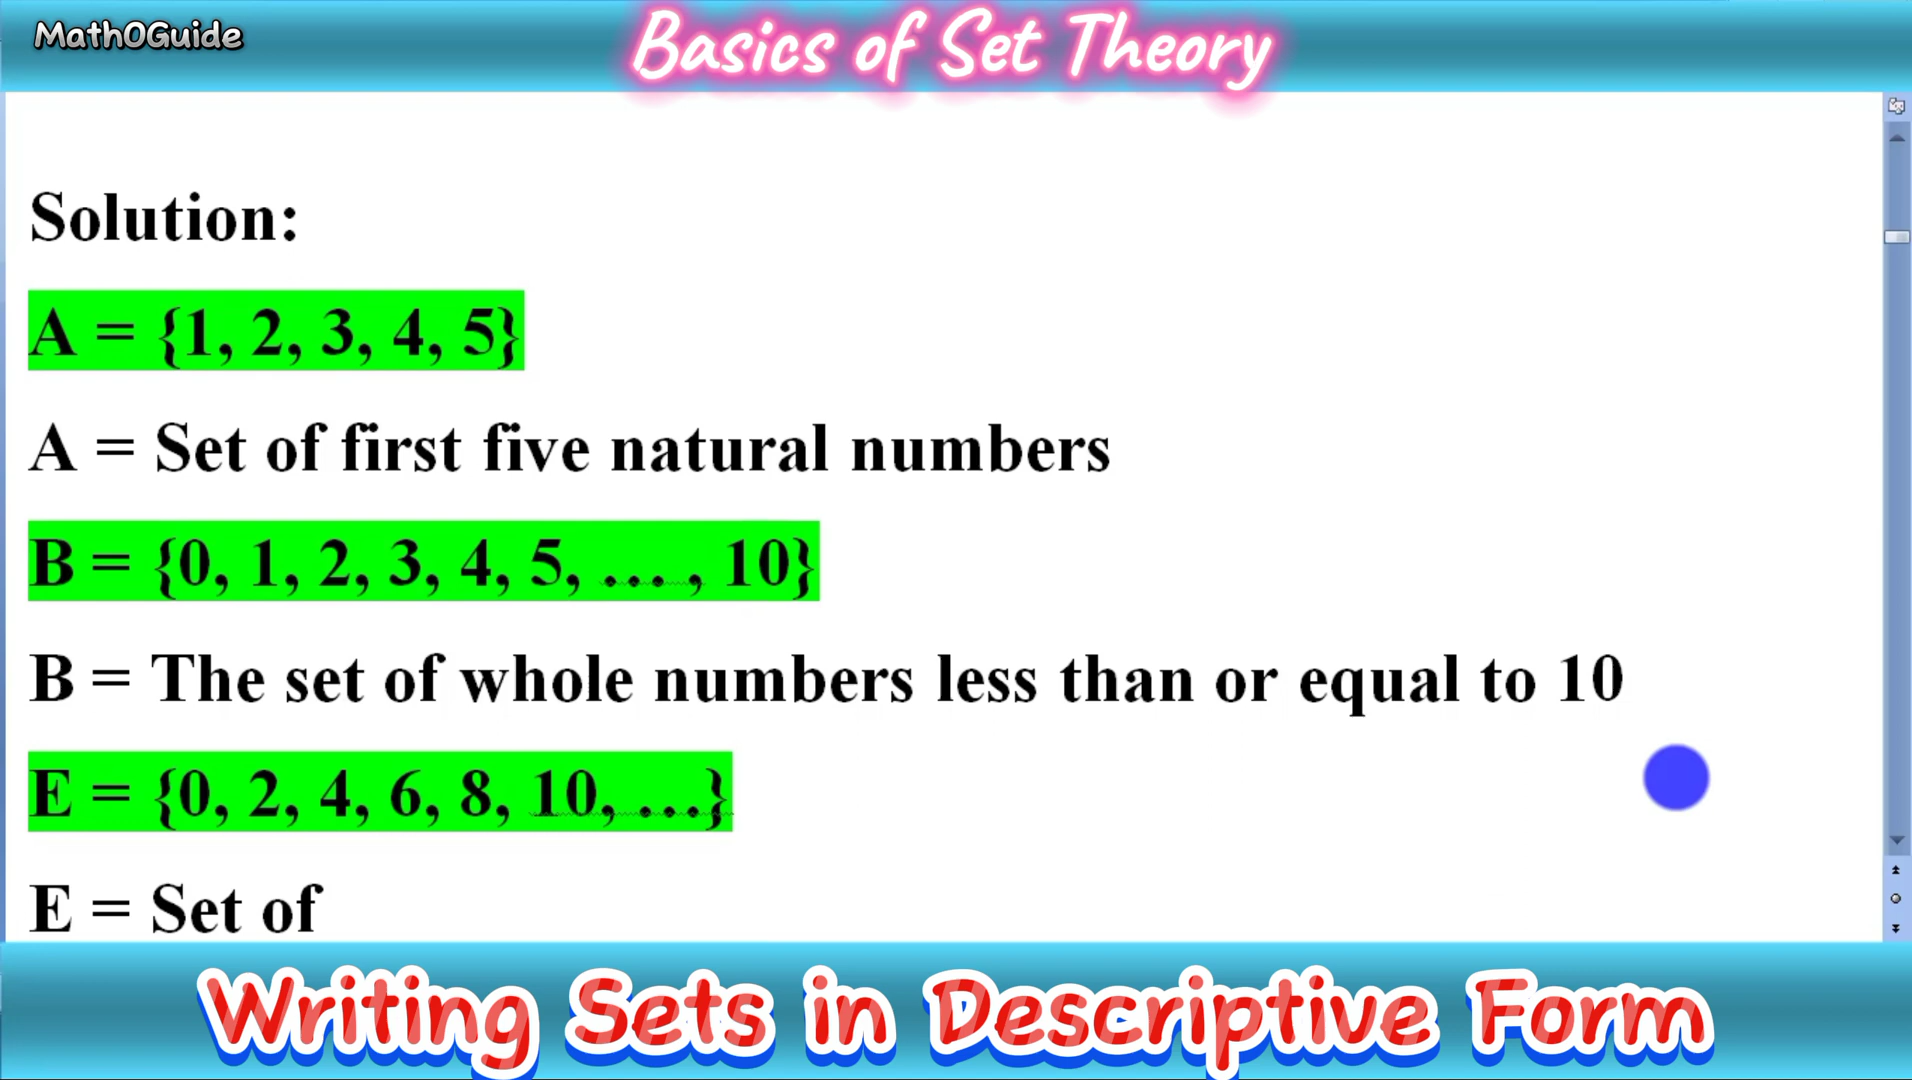 MathOGuide
Basics of Set Theory
Solution:
A = {1, 2, 3, 4, 5}
A = Set of first five natural numbers
B = {0, 1, 2, 3, 4, 5, … , 10}
B = The set of whole numbers less than or equal to 10
E = {0, 2, 4, 6, 8, 10, …}
E = Set of
Writing Sets in Descriptive Form